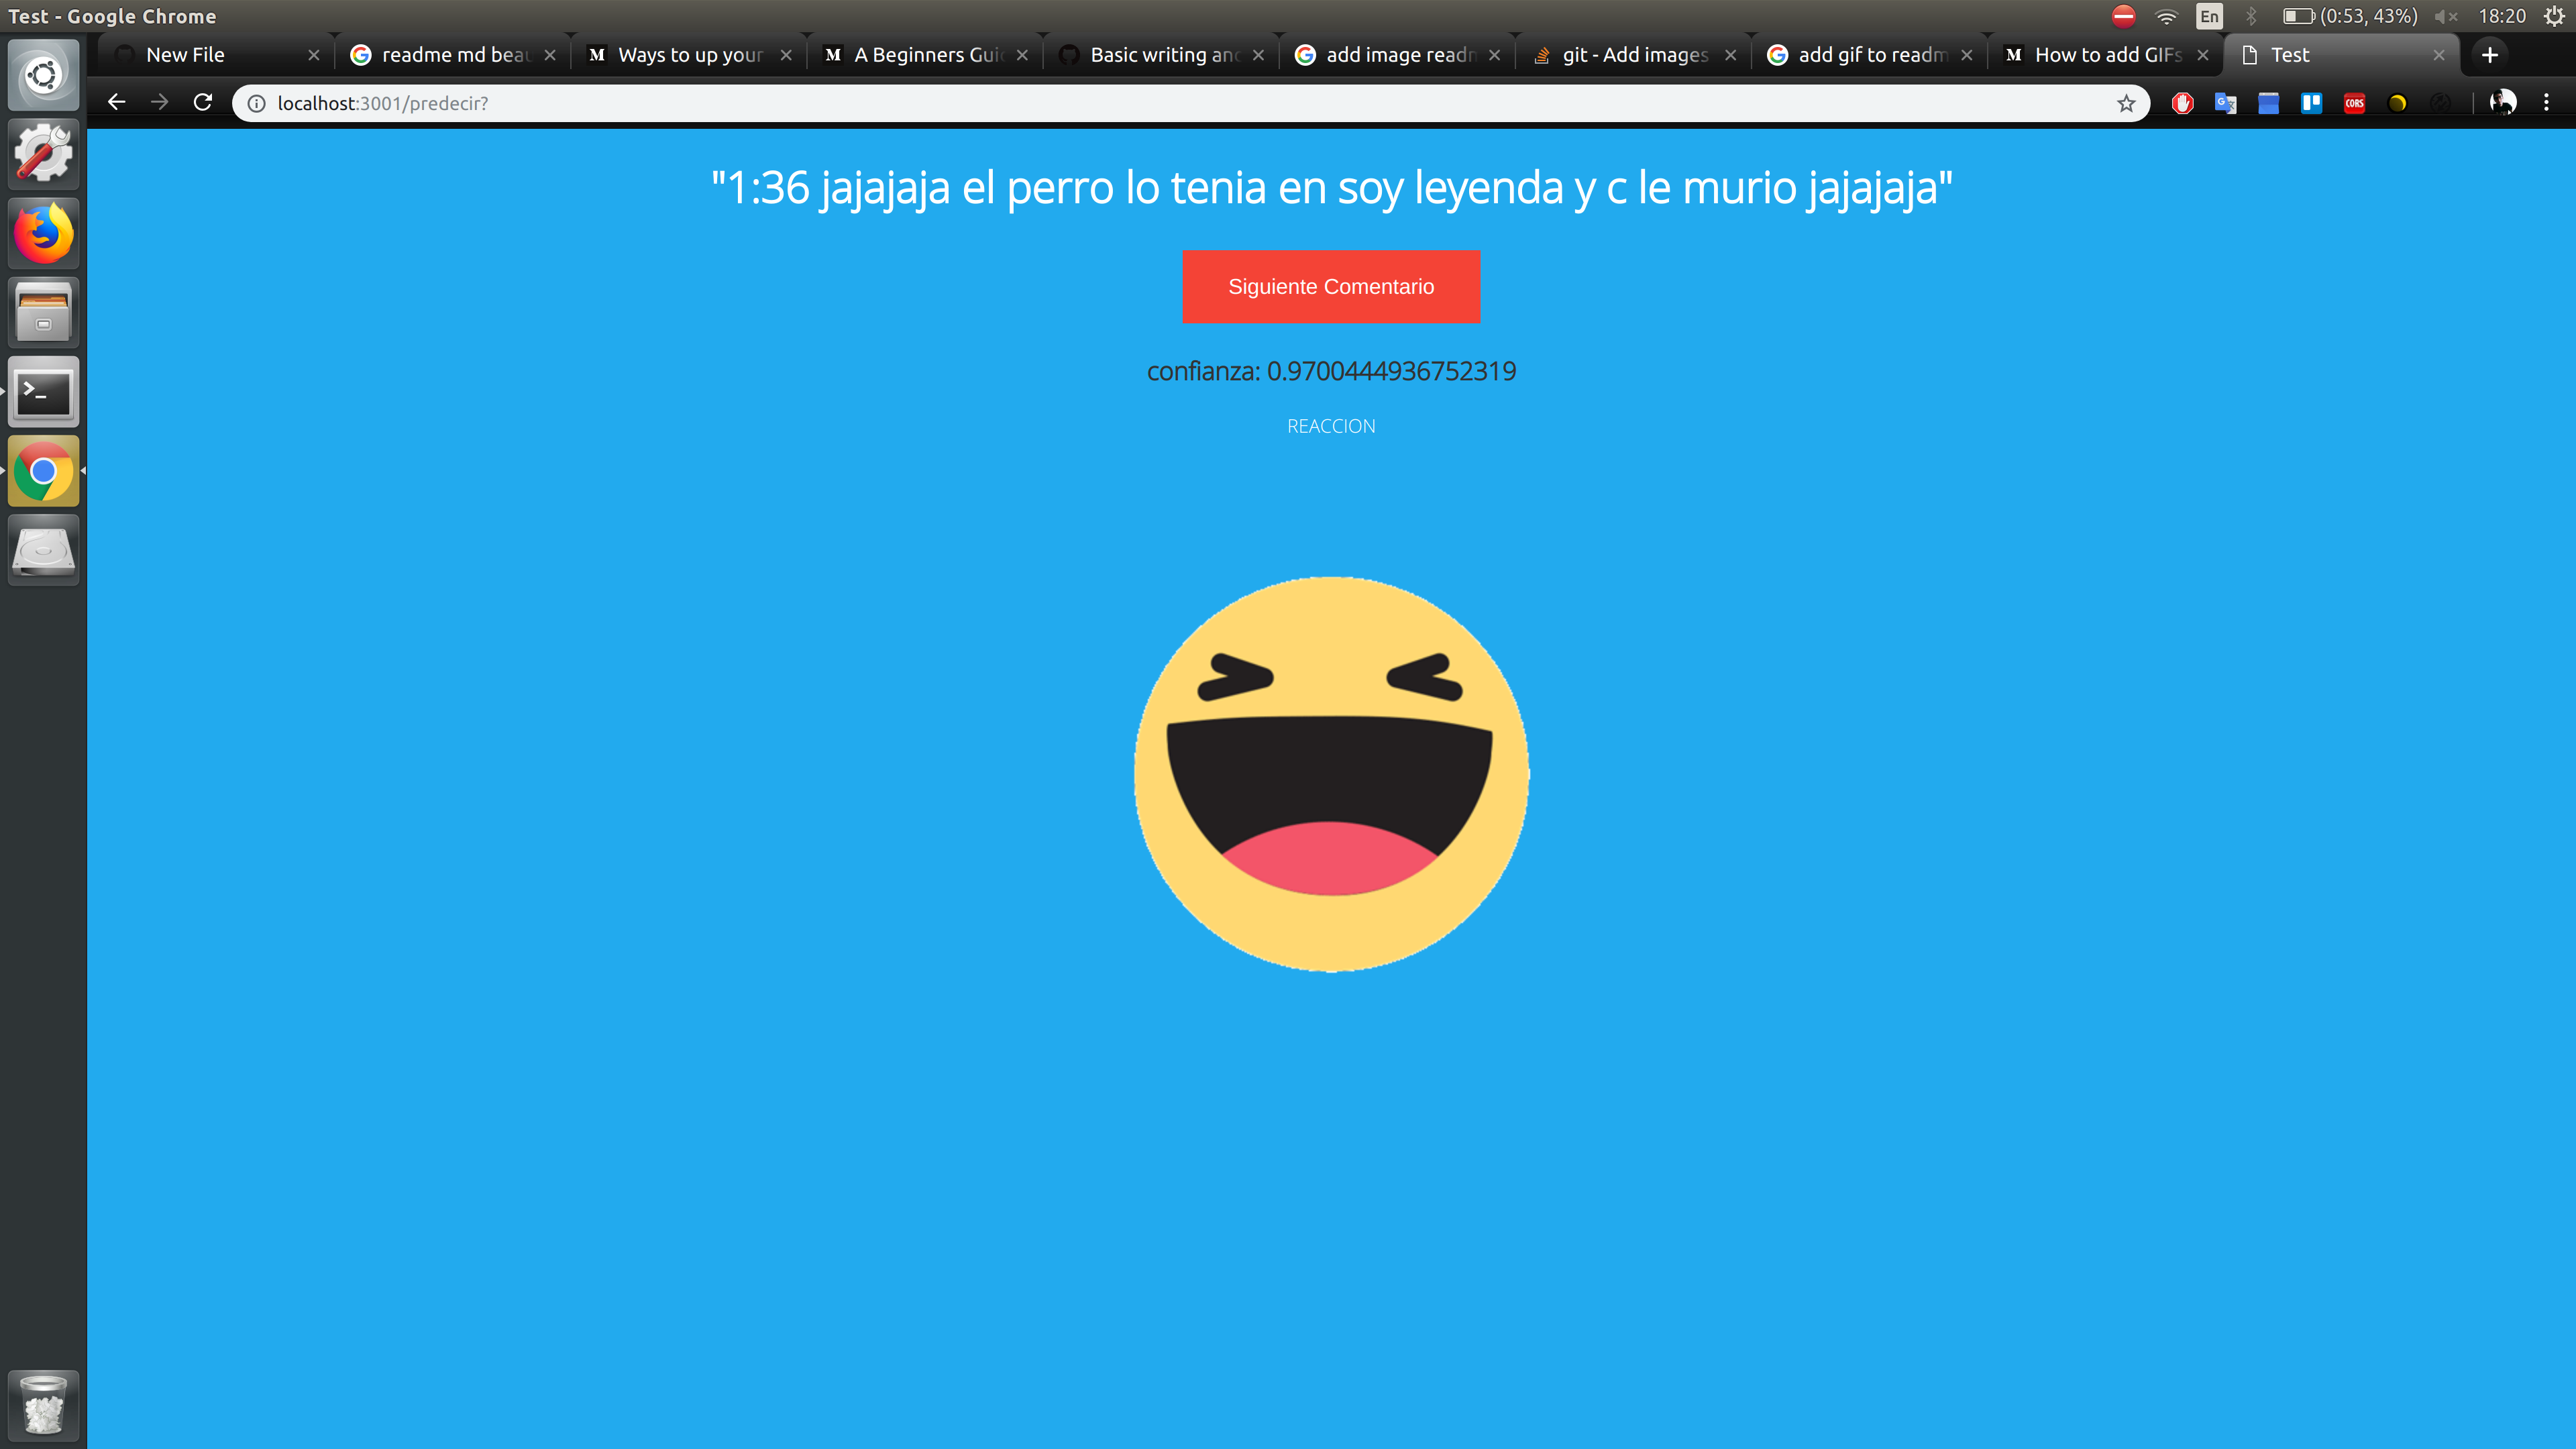 Test - Google Chrome
En (0:53, 43%) 18:20
New File
readme md beau
Ways to up your
M A Beginners Gui
Basic writing and
add image readm
git - Add images
add gif to readm
How to add GIFs
Test
localhost:3001/predecir?
CORS
"1:36 jajajaja el perro lo tenia en soy leyenda y c le murio jajajaja"
Siguiente Comentario
confianza: 0.9700444936752319
REACCION